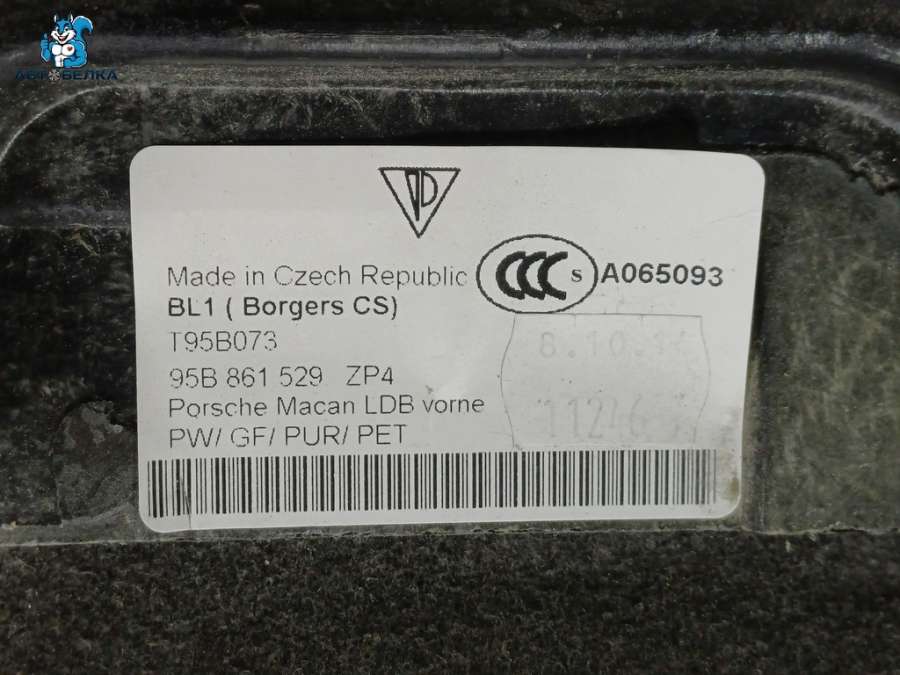 АВТОБЕЛКА
Made in Czech Republic
CCC S A065093
BL1 ( Borgers CS)
T95B073
95B 861 529 ZP4
Porsche Macan LDB vorne
PW/ GF/ PUR/ PET